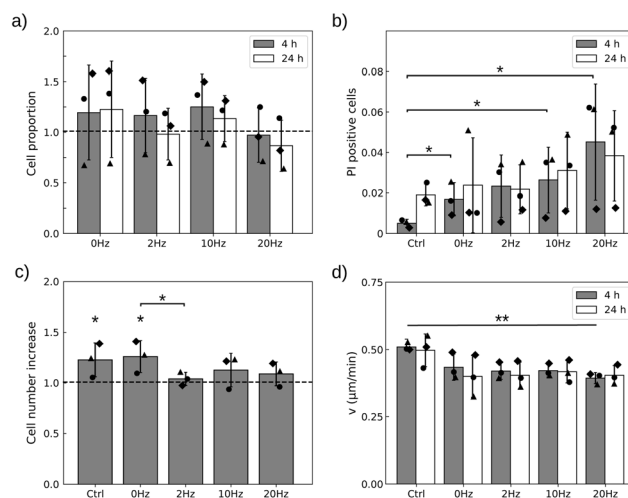 a)
2.0
1.5
1.0
0.5
0.0
Cell proportion
4 h
24 h
0Hz 2Hz 10Hz 20Hz
b)
0.08
0.06
0.04
0.02
0
PI positive cells
4 h
24 h
*
*
*
Ctrl 0Hz 2Hz 10Hz 20Hz
c)
2.0
1.5
1.0
0.5
0.0
Cell number increase
* * *
Ctrl 0Hz 2Hz 10Hz 20Hz
d)
0.75
0.50
0.25
0.00
v (µm/min)
4 h
24 h
**
Ctrl 0Hz 2Hz 10Hz 20Hz